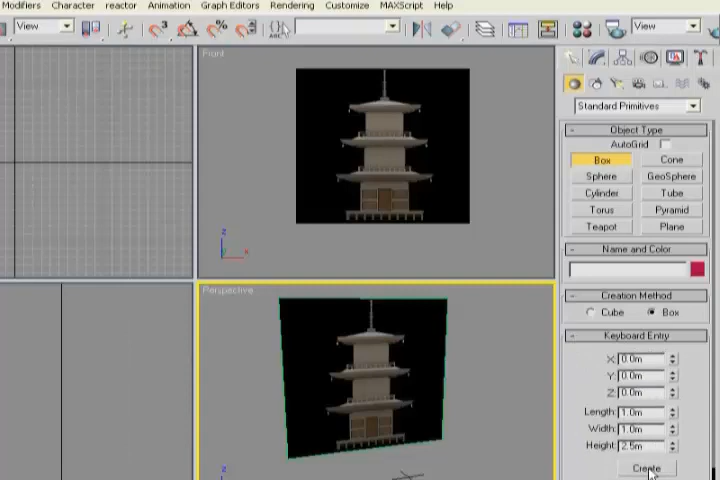 Modifiers Character reactor Animation Graph Editors Rendering Customize MAXScript Help
View View
Front
Standard Primitives
- Object Type
AutoGrid
Box Cone
Sphere GeoSphere
Cylinder Tube
Torus Pyramid
Teapot Plane
- Name and Color
z
x
- Creation Method
Perspective
Cube Box
- Keyboard Entry
X: 0.0m
Y: 0.0m
Z: 0.0m
Length: 1.0m
Width: 1.0m
Height: 2.5m
Create
z